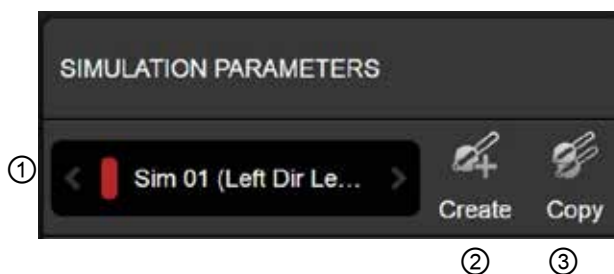 SIMULATION PARAMETERS
① < Sim 01 (Left Dir Le... >
Create Copy
② ③